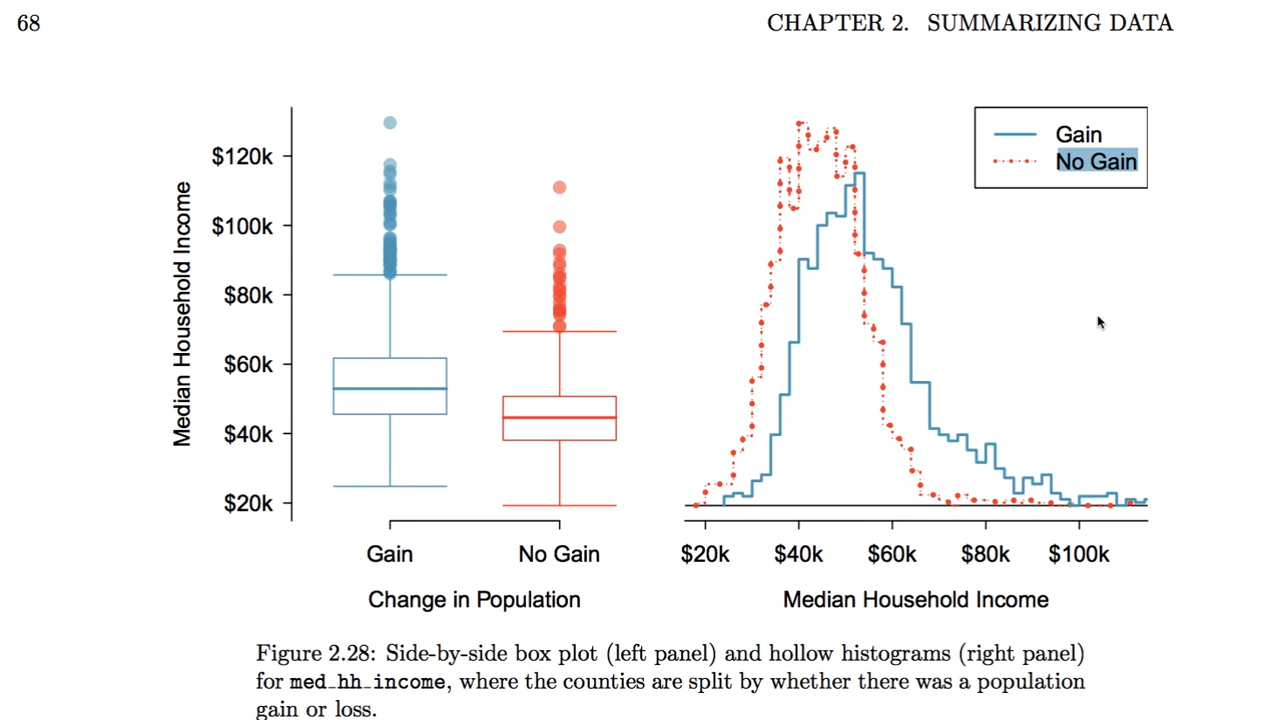 68
CHAPTER 2. SUMMARIZING DATA
Median Household Income
$120k
$100k
$80k
$60k
$40k
$20k
Gain
No Gain
Change in Population
Gain
No Gain
$20k
$40k
$60k
$80k
$100k
Median Household Income
Figure 2.28: Side-by-side box plot (left panel) and hollow histograms (right panel)
for med_hh_income, where the counties are split by whether there was a population
gain or loss.